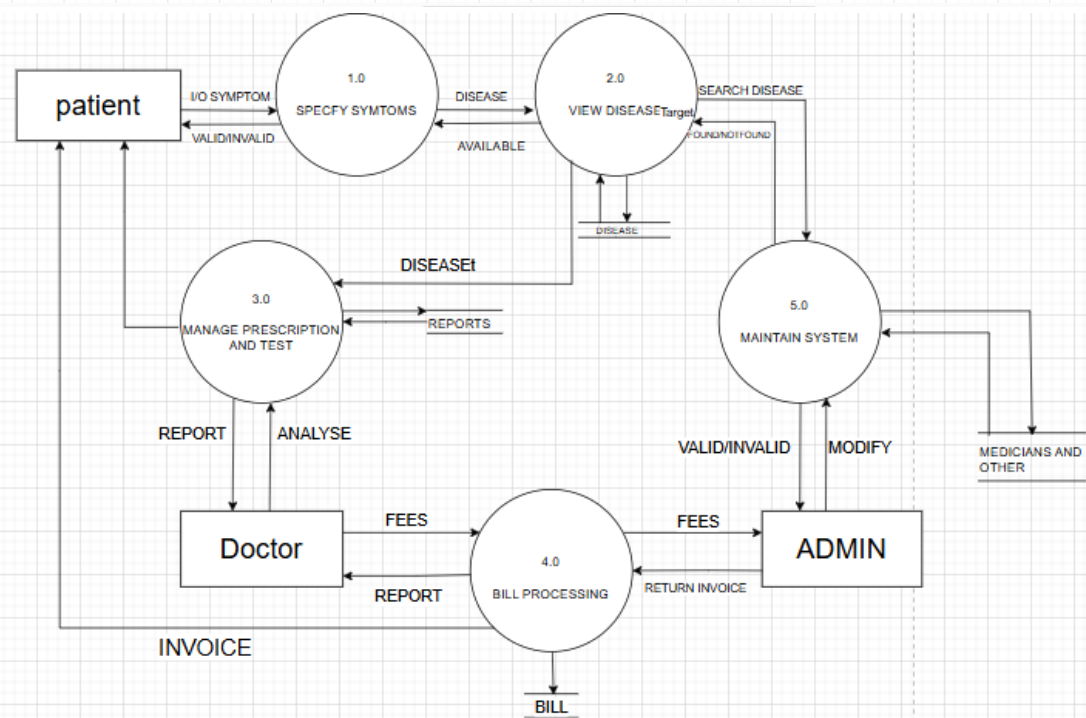 1.0
2.0
patient
I/O SYMPTOM
SPECFY SYMTOMS
DISEASE
VIEW DISEASE
Target
SEARCH DISEASE
VALID/INVALID
AVAILABLE
FOUND/NOTFOUND
DISEASE
DISEASEt
3.0
MANAGE PRESCRIPTION
AND TEST
REPORTS
5.0
MAINTAIN SYSTEM
REPORT
ANALYSE
VALID/INVALID
MODIFY
MEDICIANS AND
OTHER
Doctor
FEES
4.0
BILL PROCESSING
FEES
ADMIN
REPORT
RETURN INVOICE
INVOICE
BILL